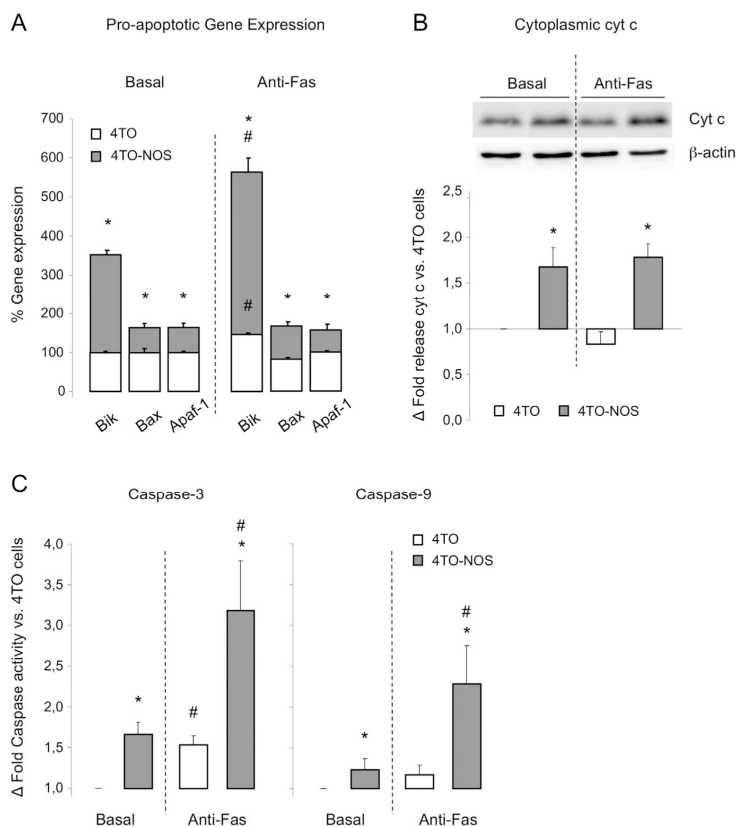 A
Pro-apoptotic Gene Expression
Basal
Anti-Fas
% Gene expression
700
600
500
400
300
200
100
0
4TO
4TO-NOS
*
*
*
*
#
#
*
*
Bik
Bax
Apaf-1
Bik
Bax
Apaf-1
B
Cytoplasmic cyt c
Basal
Anti-Fas
Cyt c
β-actin
Δ Fold release cyt c vs. 4TO cells
2,5
2,0
1,5
1,0
0,5
0,0
*
*
4TO
4TO-NOS
C
Caspase-3
Caspase-9
Δ Fold Caspase activity vs. 4TO cells
4,0
3,5
3,0
2,5
2,0
1,5
1,0
*
#
#
*
4TO
4TO-NOS
*
#
*
Basal
Anti-Fas
Basal
Anti-Fas